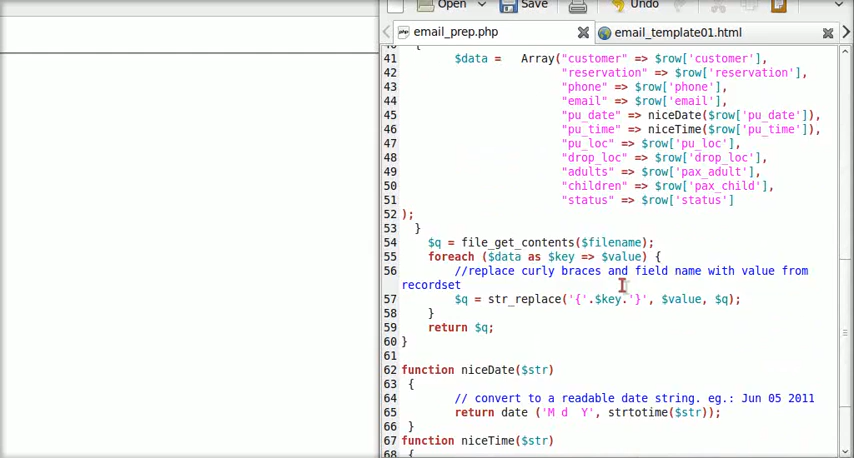 Open Save Undo
email_prep.php email_template01.html
40 {
41 $data = Array("customer" => $row['customer'],
42 "reservation" => $row['reservation'],
43 "phone" => $row['phone'],
44 "email" => $row['email'],
45 "pu_date" => niceDate($row['pu_date']),
46 "pu_time" => niceTime($row['pu_time']),
47 "pu_loc" => $row['pu_loc'],
48 "drop_loc" => $row['drop_loc'],
49 "adults" => $row['pax_adult'],
50 "children" => $row['pax_child'],
51 "status" => $row['status']
52 );
53 }
54 $q = file_get_contents($filename);
55 foreach ($data as $key => $value) {
56 //replace curly braces and field name with value from
recordset
57 $q = str_replace('{'.$key.'}', $value, $q);
58 }
59 return $q;
60 }
61
62 function niceDate($str)
63 {
64 // convert to a readable date string. eg.: Jun 05 2011
65 return date ('M d Y', strtotime($str));
66 }
67 function niceTime($str)
68 {